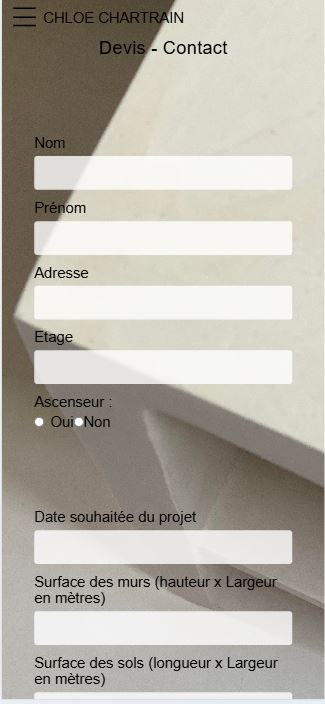 CHLOE CHARTRAIN
Devis - Contact
Nom
Prénom
Adresse
Etage
Ascenseur :
Oui Non
Date souhaitée du projet
Surface des murs (hauteur x Largeur
en mètres)
Surface des sols (longueur x Largeur
en mètres)